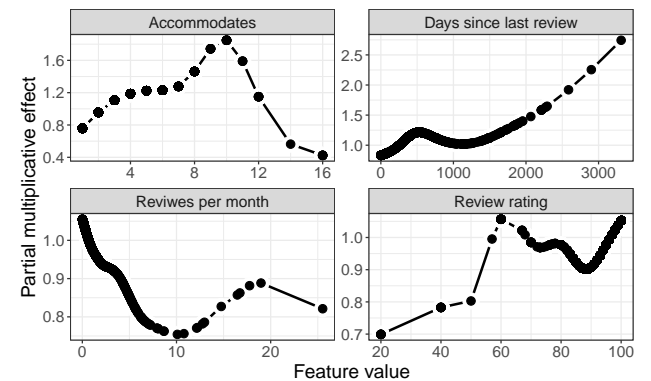 Accommodates
Days since last review
Partial multiplicative effect
1.6
1.2
0.8
0.4
4 8 12 16
2.5
2.0
1.5
1.0
0 1000 2000 3000
Reviwes per month
Review rating
1.0
0.9
0.8
0 10 20
1.0
0.9
0.8
0.7
20 40 60 80 100
Feature value